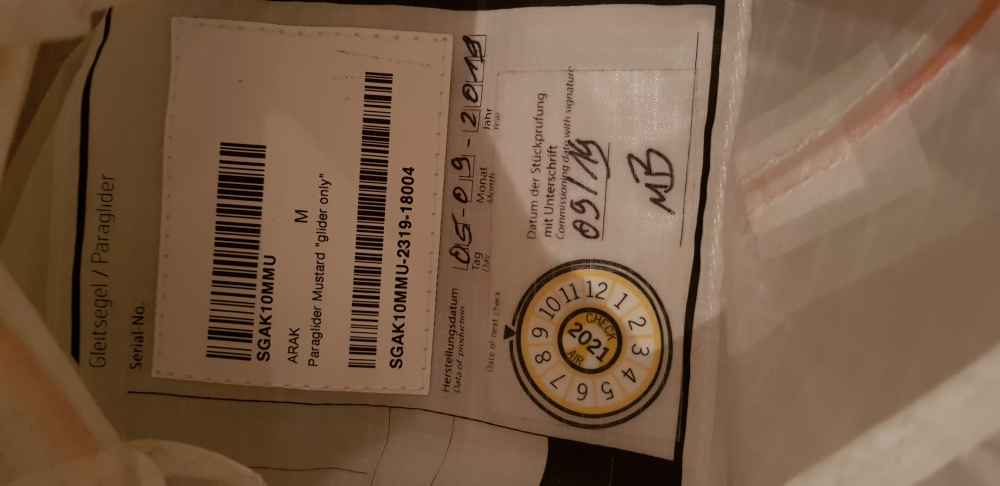 Gleitsegel / Paraglider
Serial No.
SGAK10MMU
ARAK M
Paraglider Mustard "glider only"
SGAK10MMU-2319-18004
Herstellungsdatum
Data of production
05-09-2019
Tag Monat Jahr
Day Month Year
Date of next check
Datum der Stückprüfung
mit Unterschrift
Commissioning date with signature
09/19
MB
1 2 3 4 5 6 7 8 9 10 11 12
CHECK
2021
AIR